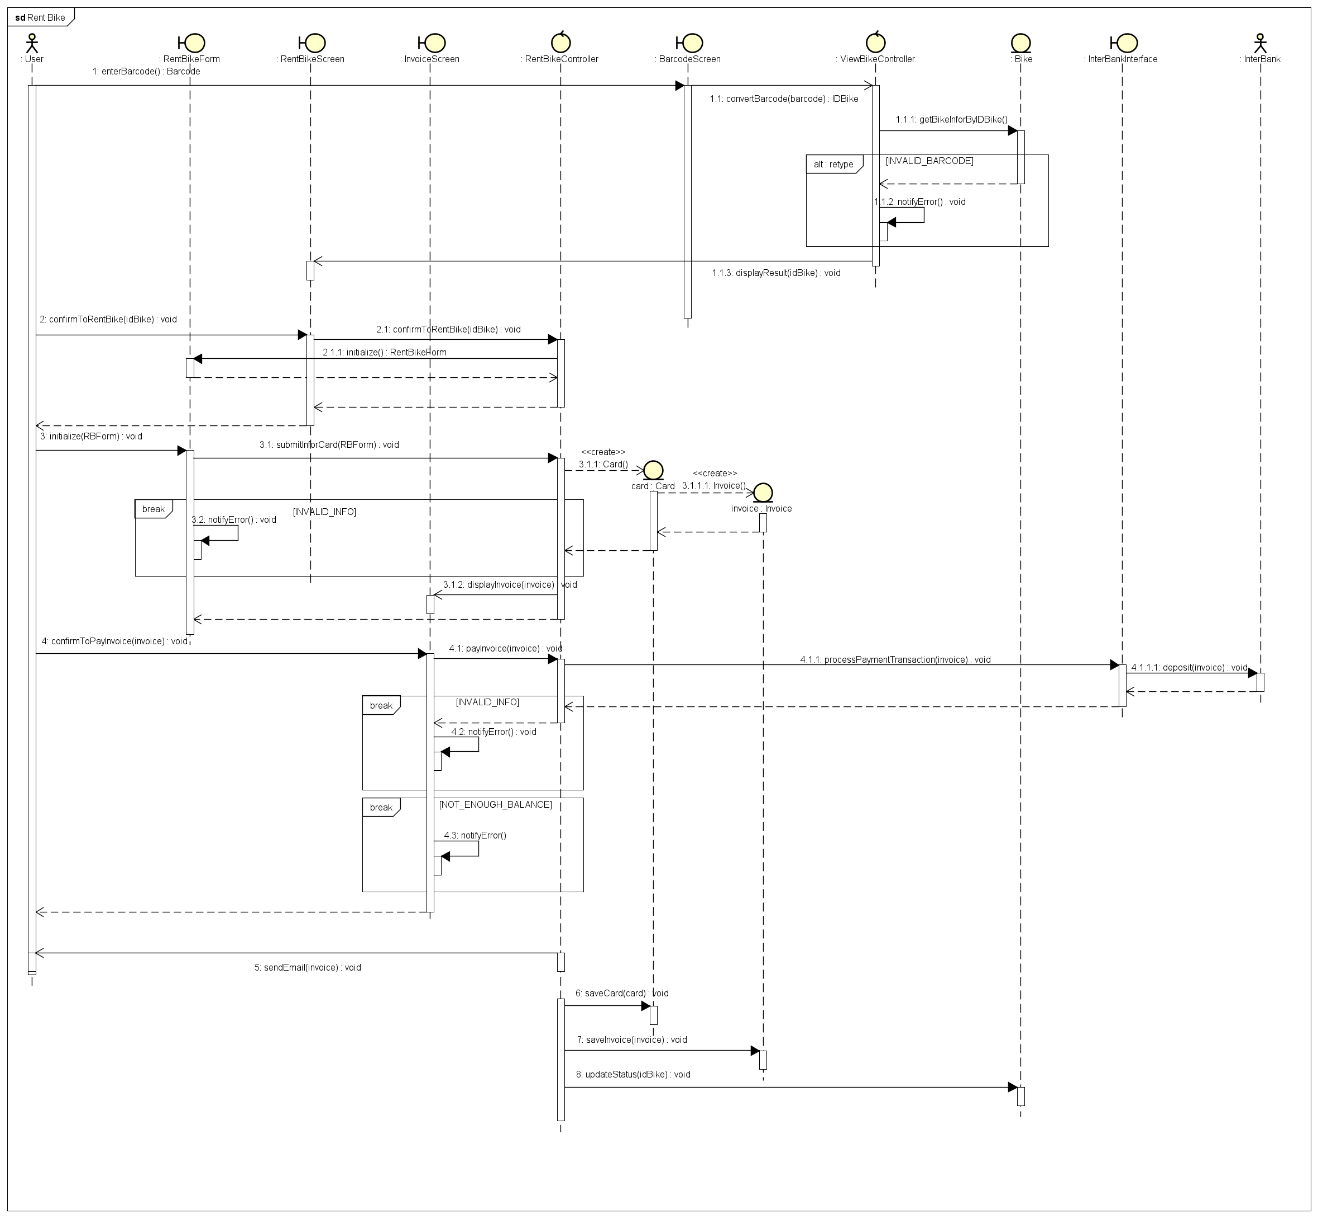 sd Rent Bike
: User
: RentBikeForm
: RentBikeScreen
: InvoiceScreen
: RentBikeController
: BarcodeScreen
: ViewBikeController
: Bike
: InterBankInterface
: InterBank
1: enterBarcode() : Barcode
1.1: convertBarcode(barcode) : IDBike
1.1.1: getBikeInforByIDBike()
alt : retype
[INVALID_BARCODE]
1.1.2: notifyError() : void
1.1.3: displayResult(idBike) : void
2: confirmToRentBike(idBike) : void
2.1: confirmToRentBike(idBike) : void
2.1.1: initialize() : RentBikeForm
3: initialize(RBForm) : void
3.1: submitInforCard(RBForm) : void
<<create>>
3.1.1: Card()
card : Card
<<create>>
3.1.1.1: Invoice()
invoice : Invoice
break
[INVALID_INFO]
3.2: notifyError() : void
3.1.2: displayInvoice(invoice) : void
4: confirmToPayInvoice(invoice) : void
4.1: payInvoice(invoice) : void
4.1.1: processPaymentTransaction(invoice) : void
4.1.1.1: deposit(invoice) : void
break
[INVALID_INFO]
4.2: notifyError() : void
break
[NOT_ENOUGH_BALANCE]
4.3: notifyError()
5: sendEmail(invoice) : void
6: saveCard(card) : void
7: saveInvoice(invoice) : void
8: updateStatus(idBike) : void